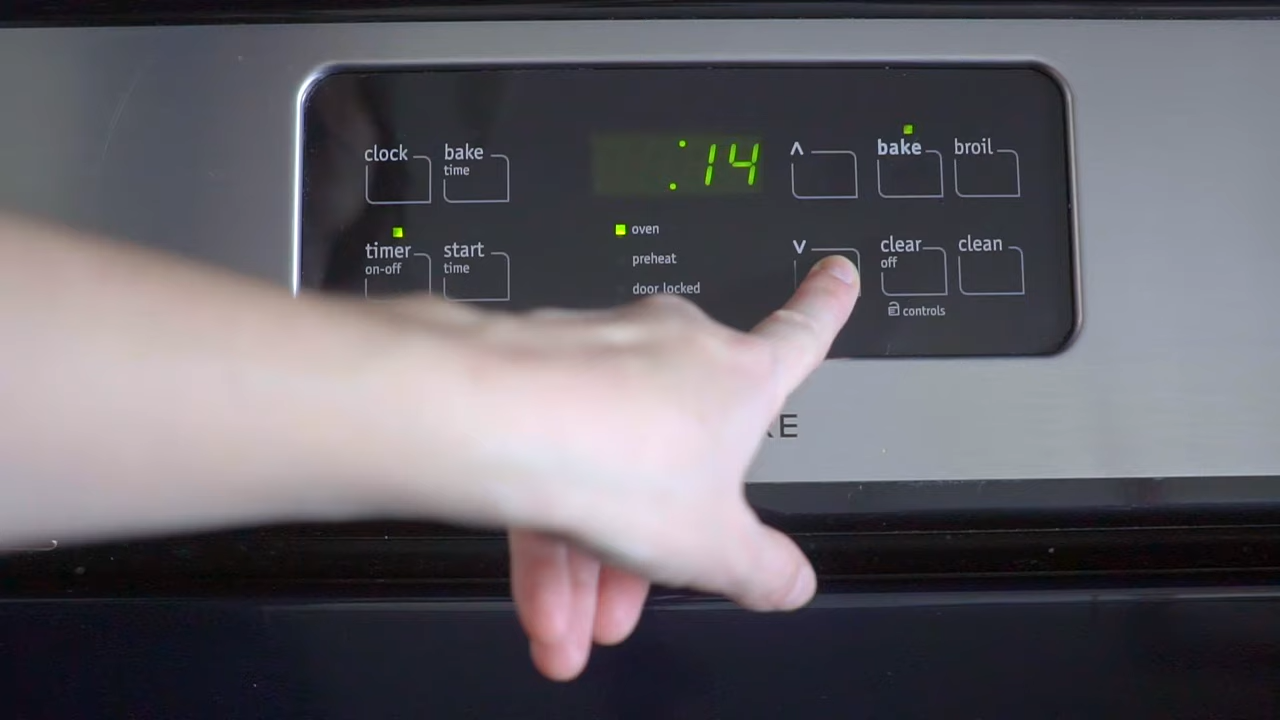 clock
bake
time
:14
^
bake
broil
timer
on-off
start
time
oven
preheat
door locked
v
clear
off
clean
controls